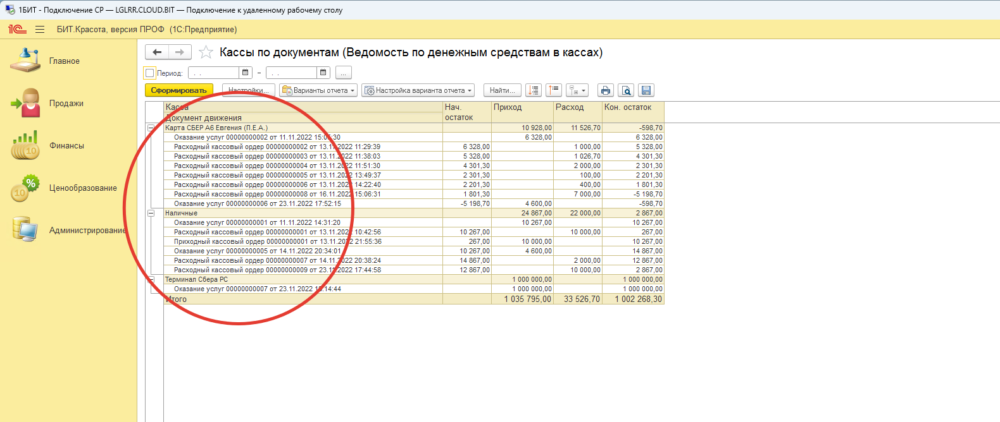 1БИТ - Подключение СР — LGLRR.CLOUD.BIT — Подключение к удаленному рабочему столу
1С БИТ.Красота, версия ПРОФ (1С:Предприятие)
Главное
Продажи
Финансы
Ценообразование
Администрирование
Кассы по документам (Ведомость по денежным средствам в кассах)
Период: . . – . . ...
Сформировать Настройки... Варианты отчета Настройка варианта отчета Найти...
Касса Нач. остаток Приход Расход Кон. остаток
Документ движения
Карта СБЕР А6 Евгения (П.Е.А.) 10 928,00 11 526,70 -598,70
Оказание услуг 00000000002 от 11.11.2022 15:05:30 6 328,00 6 328,00
Расходный кассовый ордер 00000000002 от 13.11.2022 11:29:39 6 328,00 1 000,00 5 328,00
Расходный кассовый ордер 00000000003 от 13.11.2022 11:38:03 5 328,00 1 026,70 4 301,30
Расходный кассовый ордер 00000000004 от 13.11.2022 11:51:30 4 301,30 2 000,00 2 301,30
Расходный кассовый ордер 00000000005 от 13.11.2022 13:49:37 2 301,30 100,00 2 201,30
Расходный кассовый ордер 00000000006 от 13.11.2022 14:22:40 2 201,30 400,00 1 801,30
Расходный кассовый ордер 00000000008 от 16.11.2022 15:06:31 1 801,30 7 000,00 -5 198,70
Оказание услуг 00000000006 от 23.11.2022 17:52:15 -5 198,70 4 600,00 -598,70
Наличные 24 867,00 22 000,00 2 867,00
Оказание услуг 00000000001 от 11.11.2022 14:31:20 10 267,00 10 267,00
Расходный кассовый ордер 00000000001 от 13.11.2022 10:42:56 10 267,00 10 000,00 267,00
Приходный кассовый ордер 00000000001 от 13.11.2022 21:55:36 267,00 10 000,00 10 267,00
Оказание услуг 00000000005 от 14.11.2022 20:34:01 10 267,00 4 600,00 14 867,00
Расходный кассовый ордер 00000000007 от 14.11.2022 20:38:24 14 867,00 2 000,00 12 867,00
Расходный кассовый ордер 00000000009 от 23.11.2022 17:44:58 12 867,00 10 000,00 2 867,00
Терминал Сбера РС 1 000 000,00 1 000 000,00
Оказание услуг 00000000007 от 23.11.2022 1 000 000,00 1 000 000,00
Итого 1 035 795,00 33 526,70 1 002 268,30